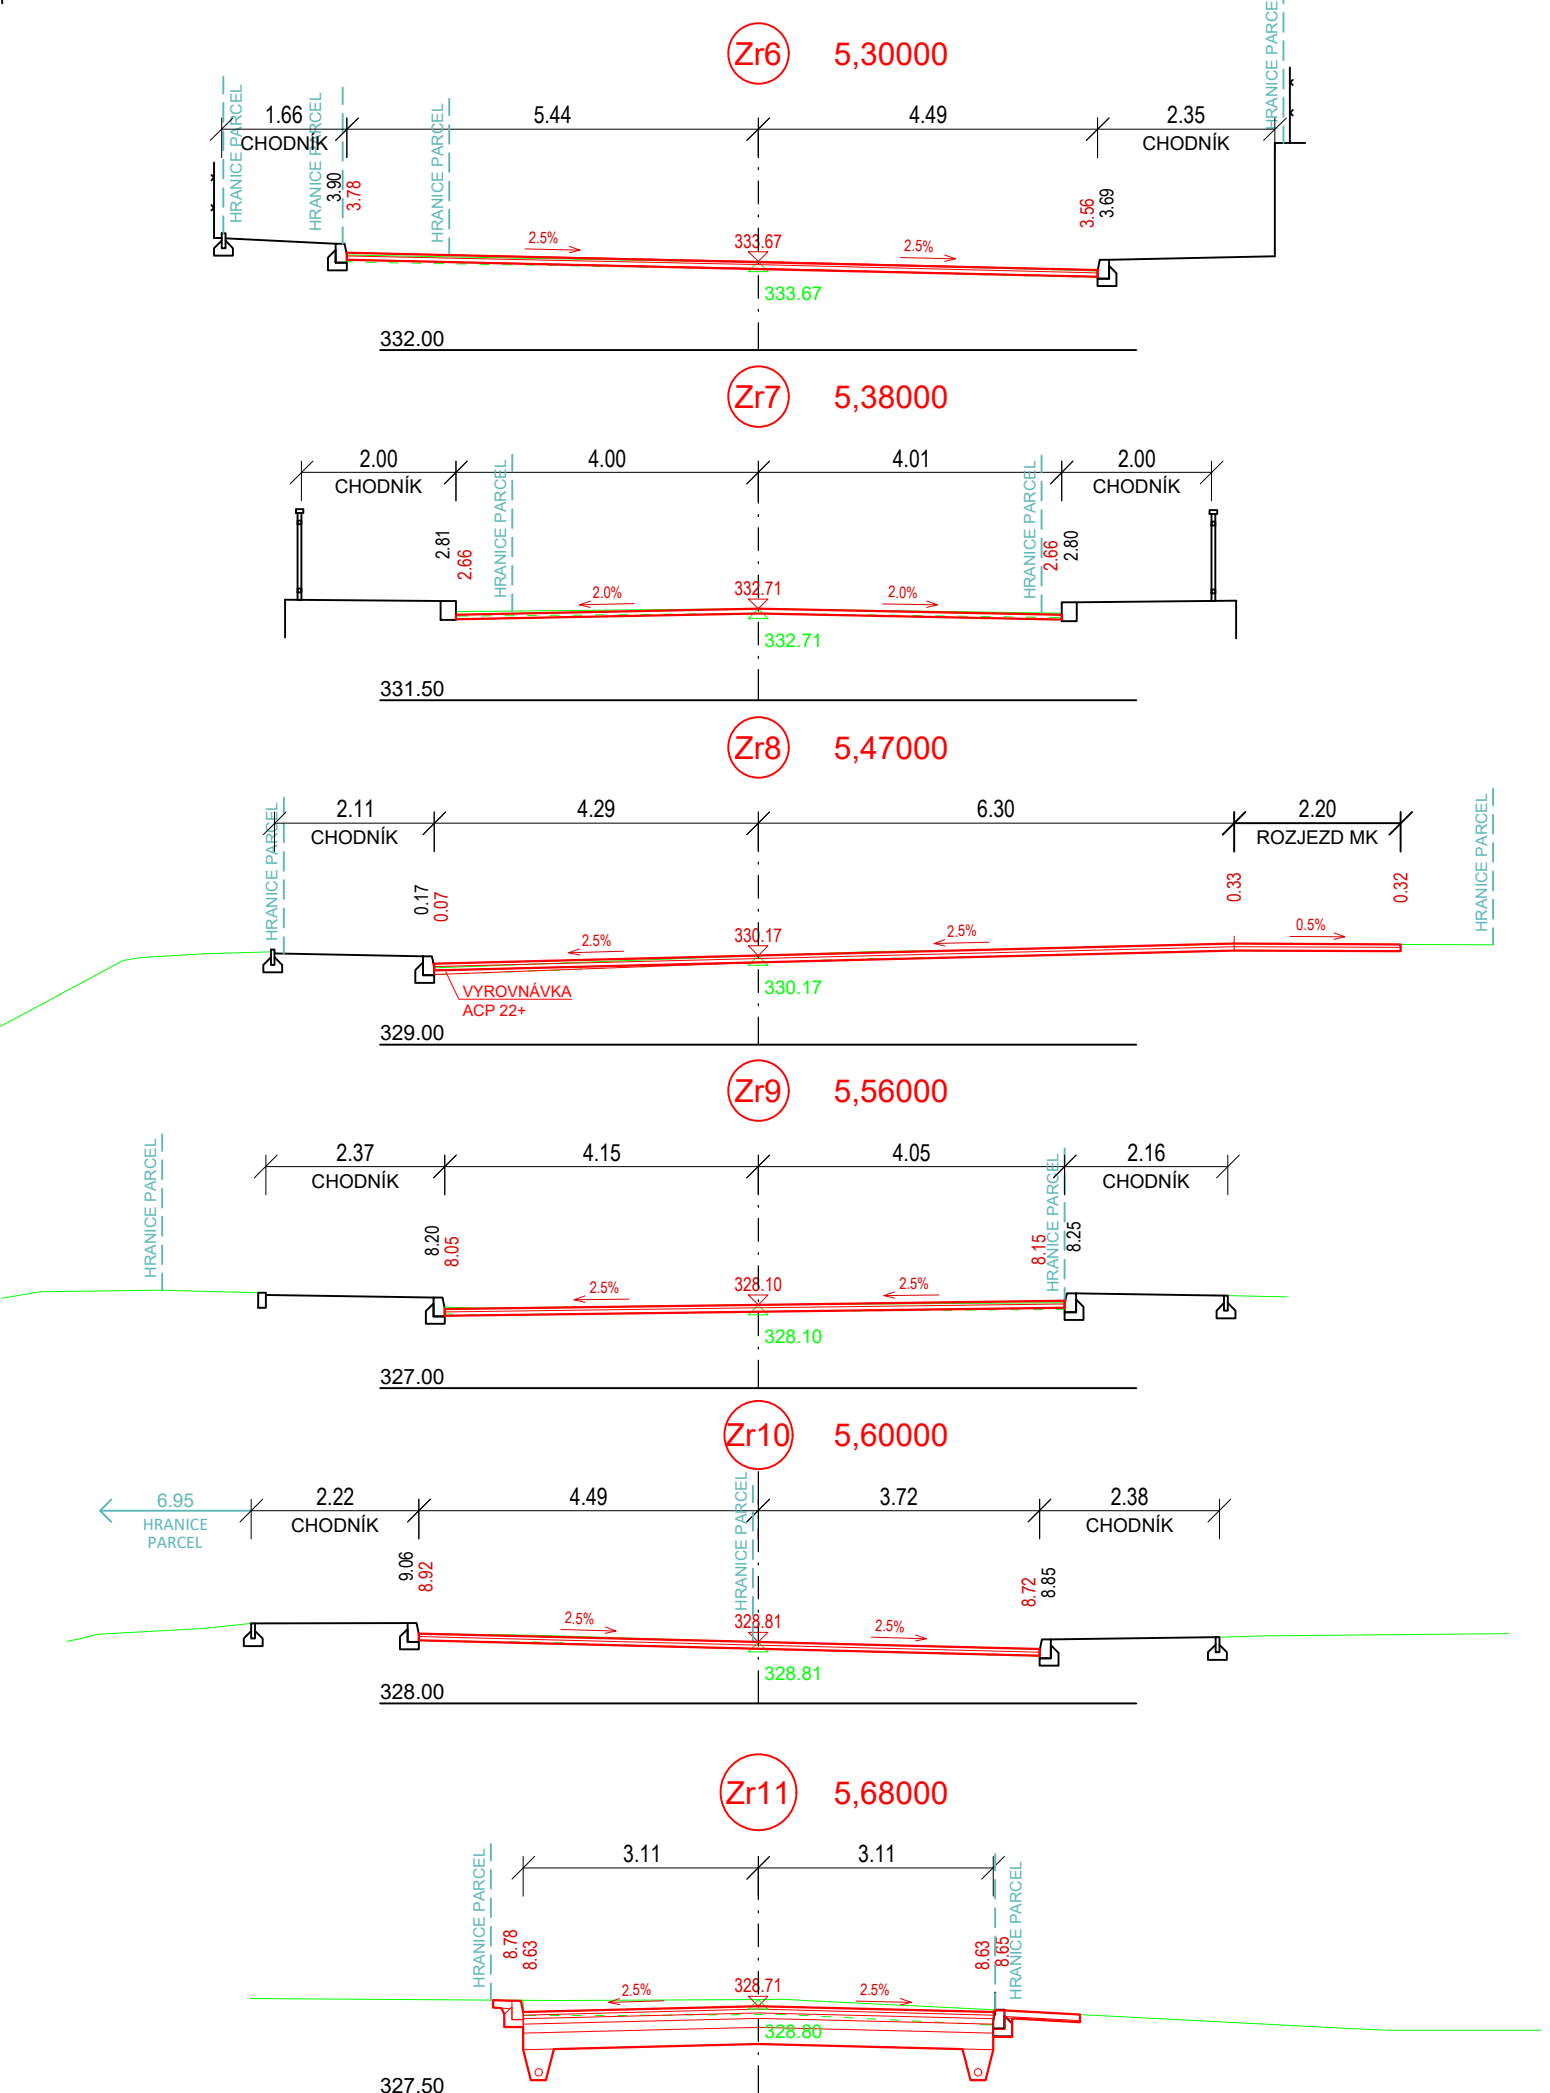 Zr6 5,30000
HRANICE PARCEL
HRANICE PARCEL
HRANICE PARCEL
HRANICE PARCE
1.66 5.44 4.49 2.35
CHODNÍK CHODNÍK
3.90
3.78
3.56
3.69
2.5% 333.67 2.5%
333.67
332.00
Zr7 5,38000
2.00 4.00 4.01 2.00
CHODNÍK CHODNÍK
HRANICE PARCEL
HRANICE PARCEL
2.81
2.66
2.66
2.80
2.0% 332.71 2.0%
332.71
331.50
Zr8 5,47000
2.11 4.29 6.30 2.20
CHODNÍK ROZJEZD MK
HRANICE PARCEL
HRANICE PARCEL
0.17
0.07
0.33
0.32
2.5% 330.17 2.5% 0.5%
330.17
VYROVNÁVKA
ACP 22+
329.00
Zr9 5,56000
2.37 4.15 4.05 2.16
CHODNÍK CHODNÍK
HRANICE PARCEL
HRANICE PARCEL
8.20
8.05
8.15
8.25
2.5% 328.10 2.5%
328.10
327.00
Zr10 5,60000
6.95 2.22 4.49 3.72 2.38
HRANICE
PARCEL
CHODNÍK CHODNÍK
HRANICE PARCEL
9.06
8.92
8.72
8.85
2.5% 328.81 2.5%
328.81
328.00
Zr11 5,68000
3.11 3.11
HRANICE PARCEL
HRANICE PARCEL
8.78
8.63
8.63
8.65
2.5% 328.71 2.5%
328.80
327.50